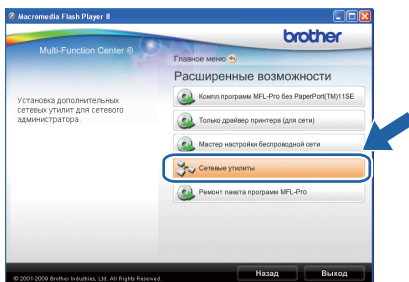 Macromedia Flash Player 8
brother
Multi-Function Center ®
Главное меню
Расширенные возможности
Установка дополнительных
сетевых утилит для сетевого
администратора.
Компл.программ MFL-Pro без PaperPort(TM)11SE
Только драйвер принтера (для сети)
Мастер настройки беспроводной сети
Сетевые утилиты
Ремонт пакета программ MFL-Pro
© 2001-2008 Brother Industries, Ltd. All Rights Reserved.
Назад
Выход